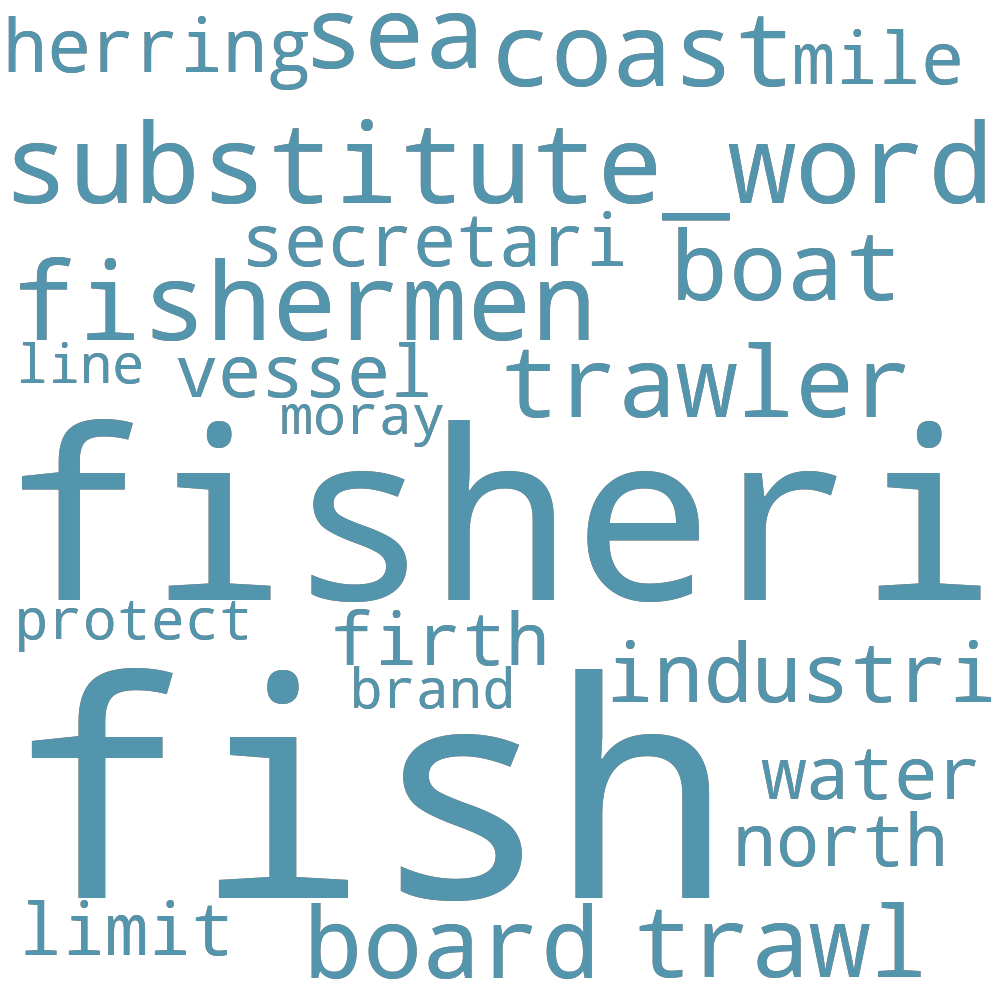 herring sea coast mile
substitute_word
secretari boat
fishermen
line vessel trawler
moray
fisheri
protect firth
brand industri
fish
water
north
limit board trawl